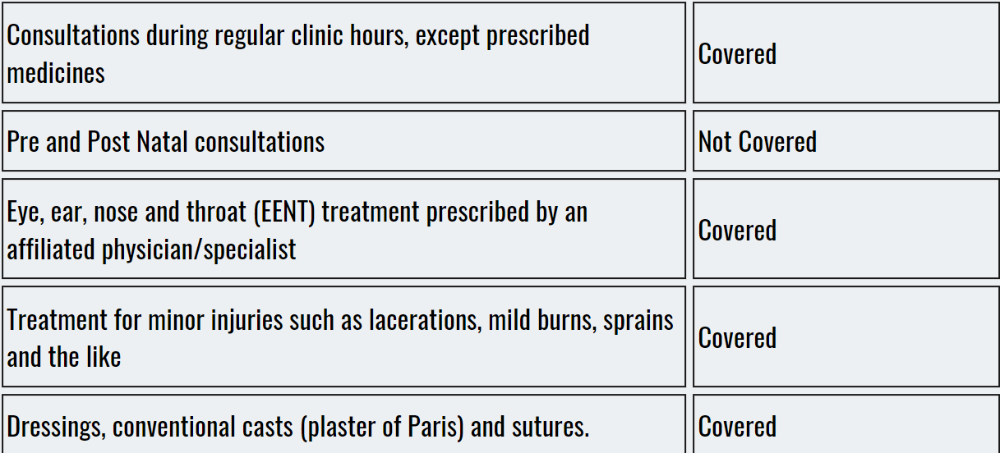 Consultations during regular clinic hours, except prescribed
medicines
Covered
Pre and Post Natal consultations
Not Covered
Eye, ear, nose and throat (EENT) treatment prescribed by an
affiliated physician/specialist
Covered
Treatment for minor injuries such as lacerations, mild burns, sprains
and the like
Covered
Dressings, conventional casts (plaster of Paris) and sutures.
Covered